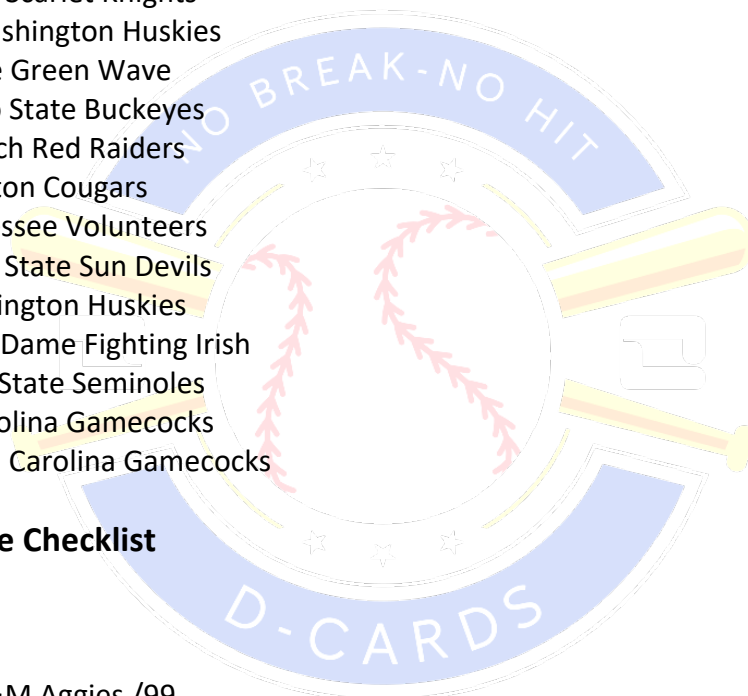 Scarlet Knights
shington Huskies
e Green Wave
State Buckeyes
ch Red Raiders
ton Cougars
ssee Volunteers
State Sun Devils
ington Huskies
Dame Fighting Irish
State Seminoles
olina Gamecocks
Carolina Gamecocks
e Checklist
M Aggies /99
NO BREAK-NO HIT
D-CARDS